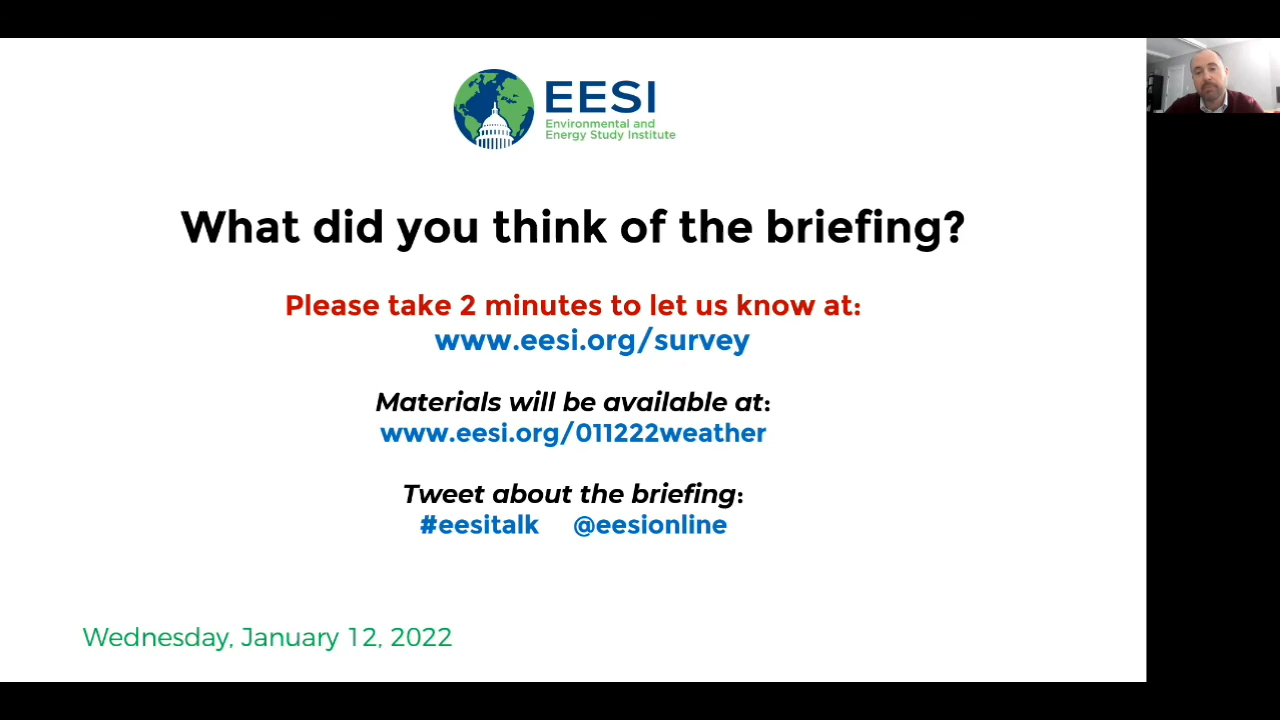 EESI
Environmental and
Energy Study Institute
What did you think of the briefing?
Please take 2 minutes to let us know at:
www.eesi.org/survey
Materials will be available at:
www.eesi.org/011222weather
Tweet about the briefing:
#eesitalk @eesionline
Wednesday, January 12, 2022